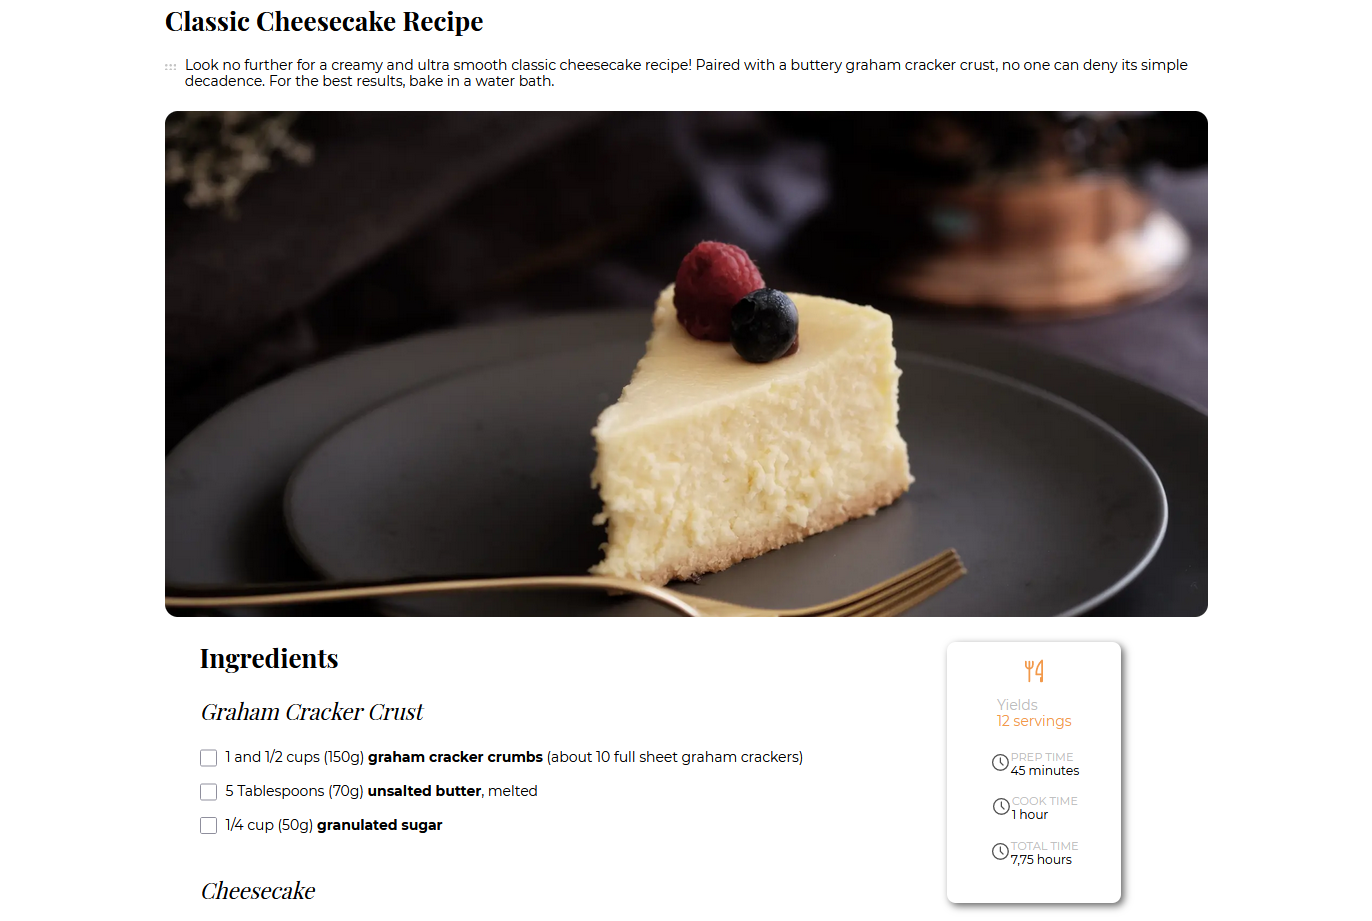 Classic Cheesecake Recipe
Look no further for a creamy and ultra smooth classic cheesecake recipe! Paired with a buttery graham cracker crust, no one can deny its simple
decadence. For the best results, bake in a water bath.
Ingredients
Graham Cracker Crust
1 and 1/2 cups (150g) graham cracker crumbs (about 10 full sheet graham crackers)
5 Tablespoons (70g) unsalted butter, melted
1/4 cup (50g) granulated sugar
Cheesecake
Yields
12 servings
PREP TIME
45 minutes
COOK TIME
1 hour
TOTAL TIME
7,75 hours